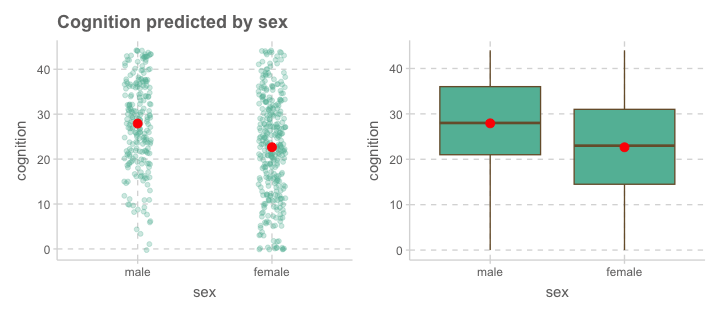 Cognition predicted by sex
cognition
40
30
20
10
0
male
female
sex
cognition
40
30
20
10
0
male
female
sex